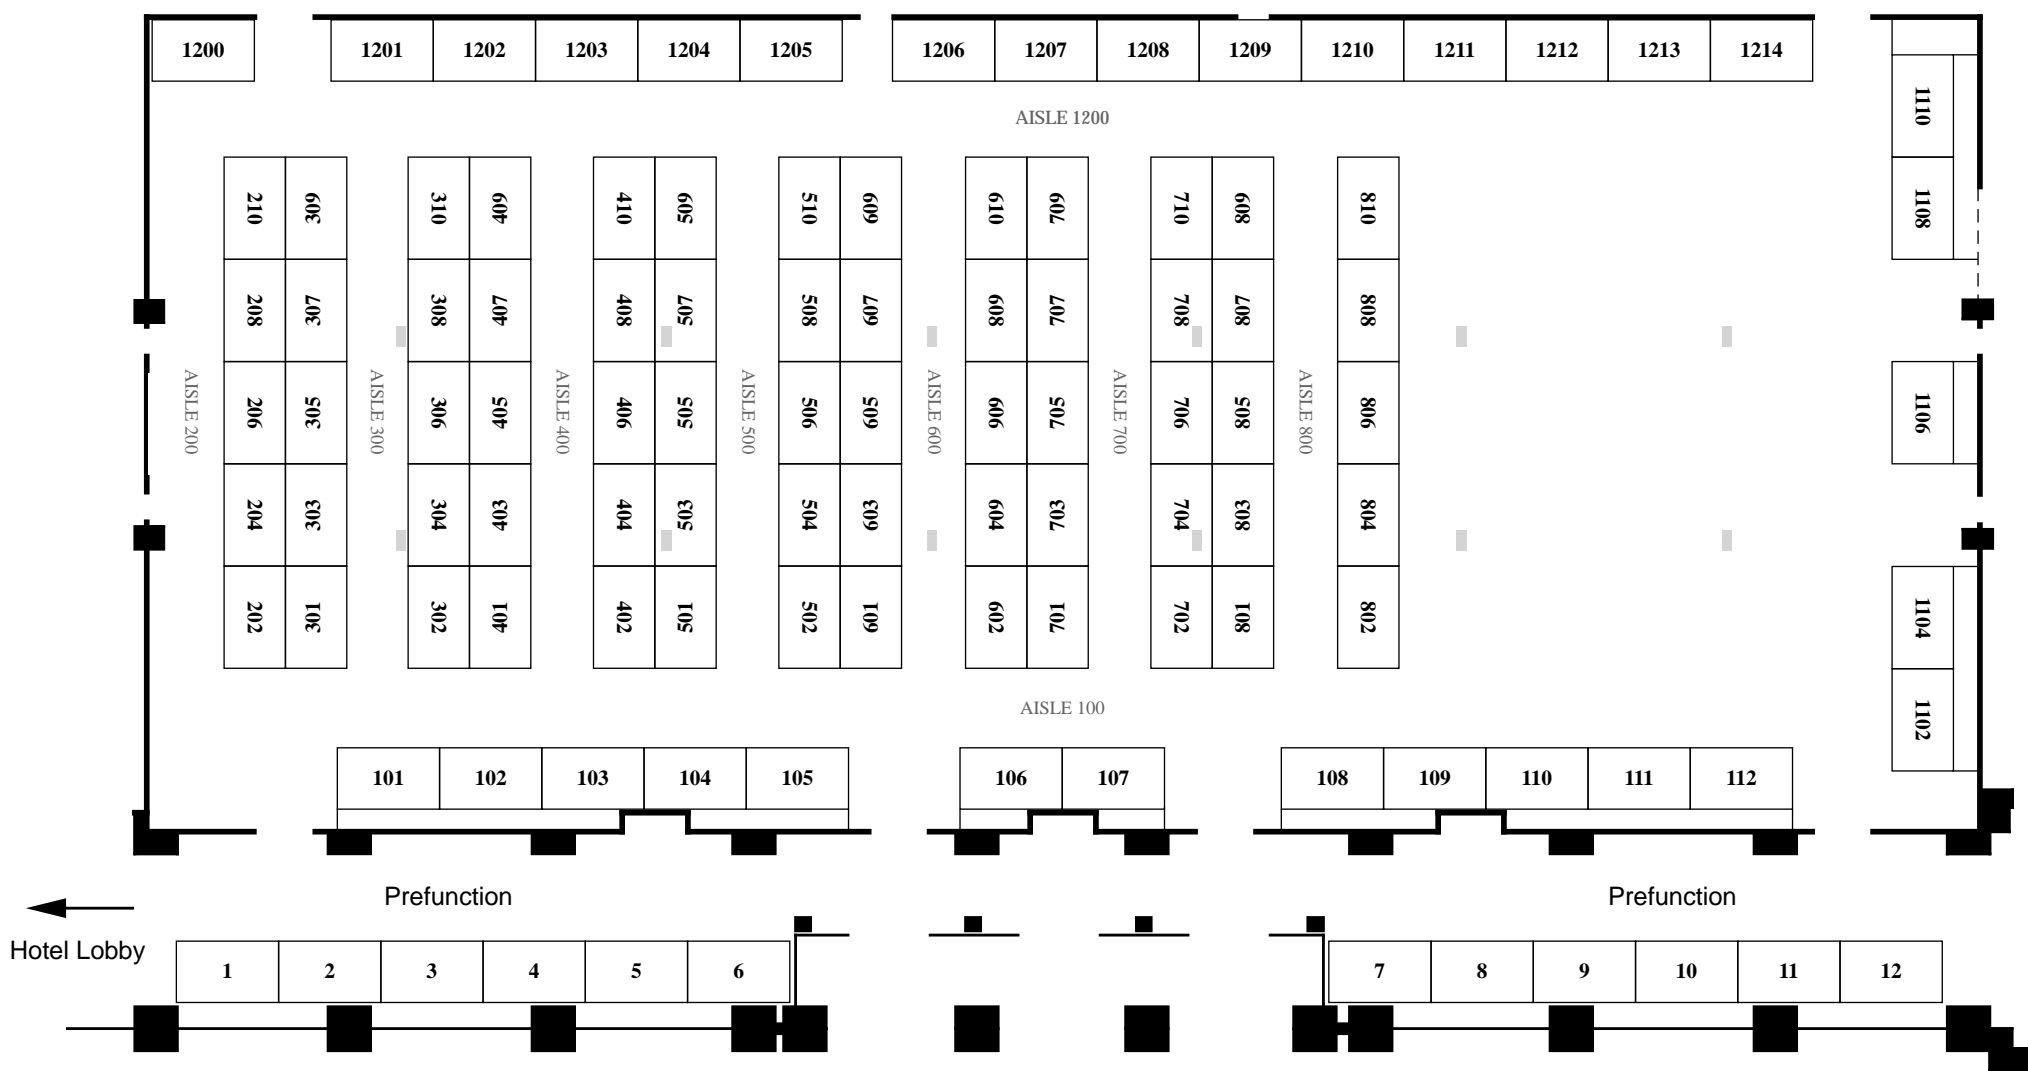 1200 1201 1202 1203 1204 1205 1206 1207 1208 1209 1210 1211 1212 1213 1214
1110
AISLE 1200
1108
210 309 310 409 410 509 510 609 610 709 710 809 810
208 307 308 407 408 507 508 607 608 707 708 807 808
AISLE 200
206 305
AISLE 300
306 405
AISLE 400
406 505
AISLE 500
506 605
AISLE 600
606 705
AISLE 700
706 805
AISLE 800
806
1106
204 303 304 403 404 503 504 603 604 703 704 803 804
202 301 302 401 402 501 502 601 602 701 702 801 802
1104
AISLE 100
1102
101 102 103 104 105 106 107 108 109 110 111 112
Prefunction Prefunction
Hotel Lobby
1 2 3 4 5 6 7 8 9 10 11 12